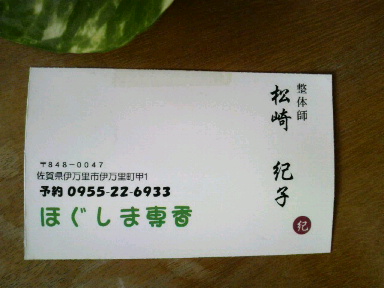 整体師
松崎 紀子
紀
〒848-0047
佐賀県伊万里市伊万里町甲1
予約 0955-22-6933
ほぐしま専香